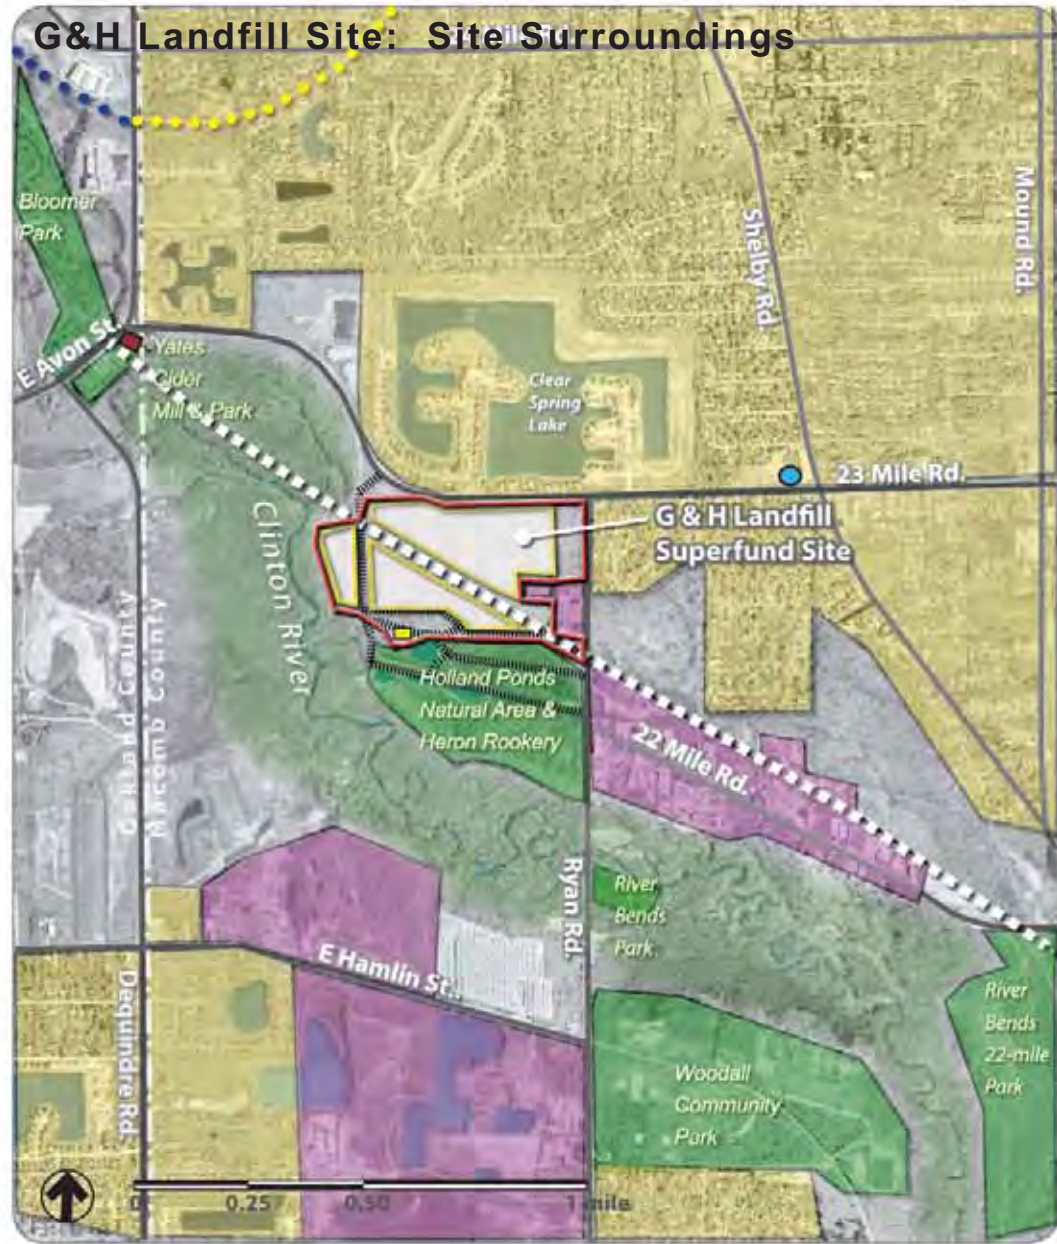 G&H Landfill Site: Site Surroundings
Bloomer
Park
Shelby Rd.
Mound Rd.
E Avon St.
Yates
Cider
Mill & Park
Clear
Spring
Lake
23 Mile Rd.
G & H Landfill
Superfund Site
Clinton River
Oakland County
Macomb County
Holland Ponds
Natural Area &
Heron Rookery
22 Mile Rd.
River
Bends
Park
Ryan Rd.
E Hamlin St.
Dequindre Rd.
River
Bends
22-mile
Park
Woodall
Community
Park
0 0.25 0.50 1 mile